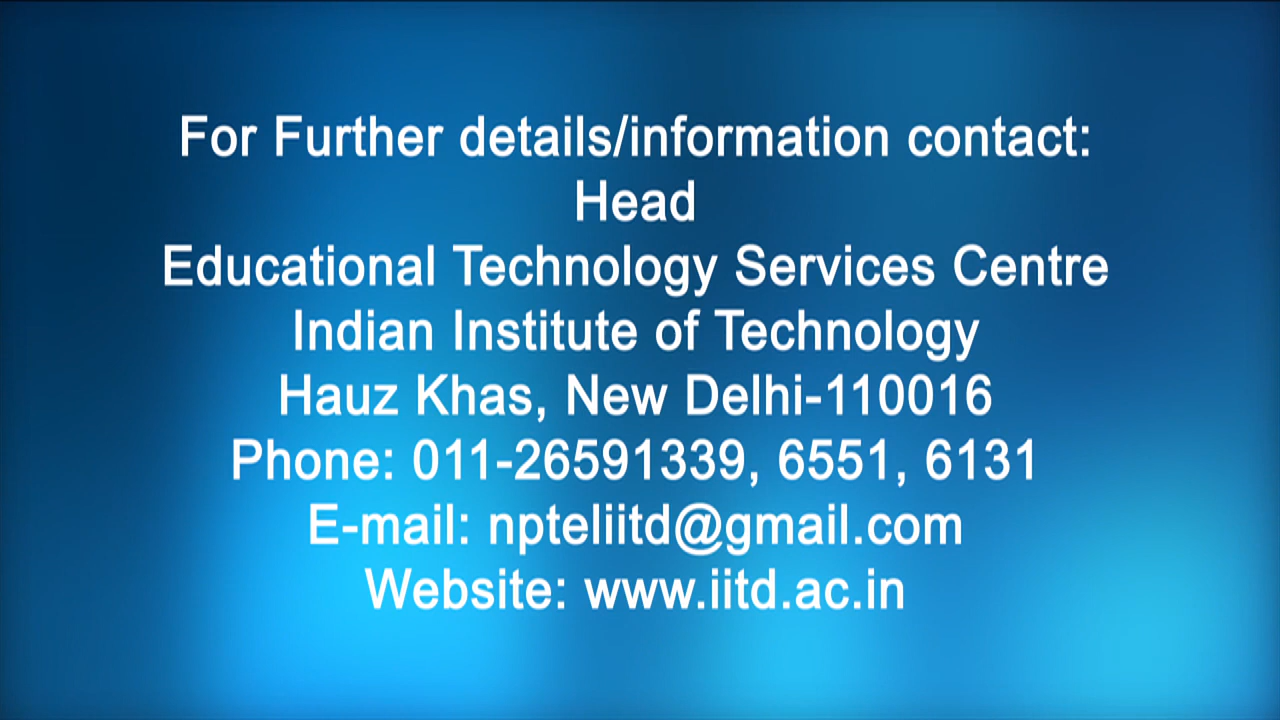 For Further details/information contact:
Head
Educational Technology Services Centre
Indian Institute of Technology
Hauz Khas, New Delhi-110016
Phone: 011-26591339, 6551, 6131
E-mail: npteliitd@gmail.com
Website: www.iitd.ac.in